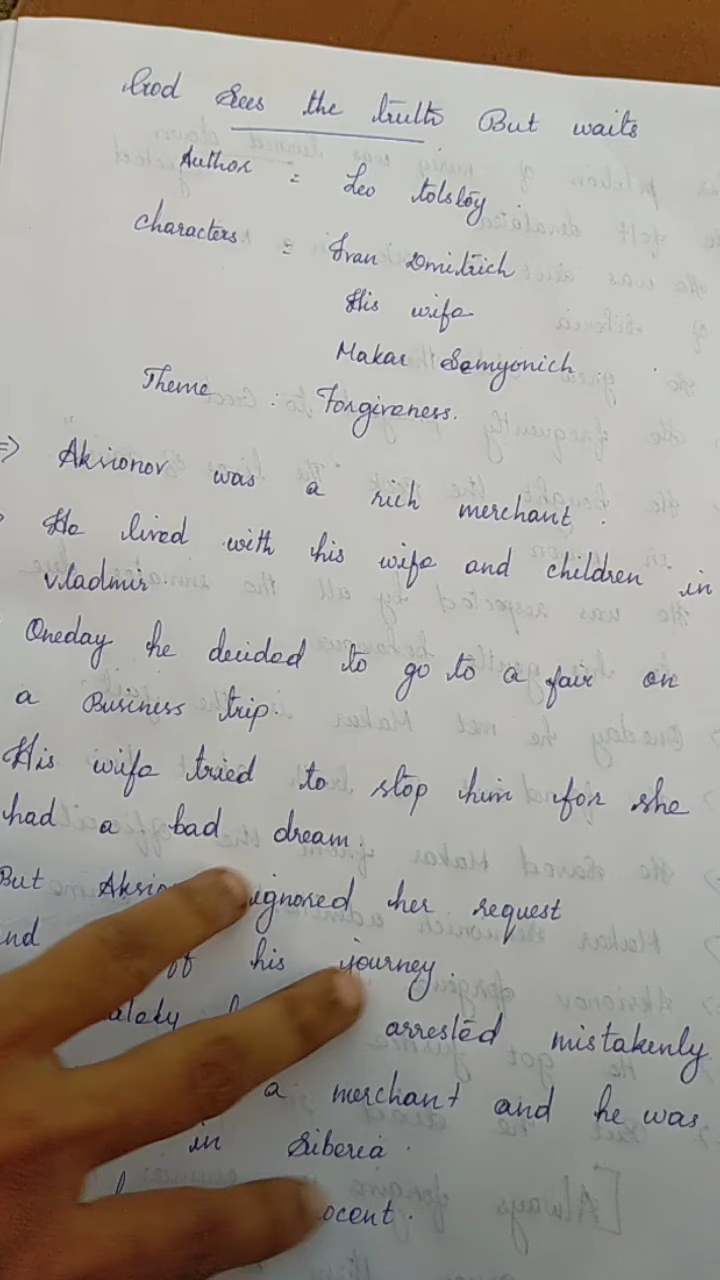 God Sees the truth But waits
Author = Leo tolstoy
characters = Ivan Dmitrich
His wife
Makar Semyonich
Theme : Forgiveness.
=> Aksionov was a rich merchant.
He lived with his wife and children in
vladmir
Oneday he decided to go to a fair on
a Business trip.
His wife tried to stop him for she
had a bad dream.
But ignored her request
his journey.
arrested mistakenly
a merchant and he was
in Siberia.